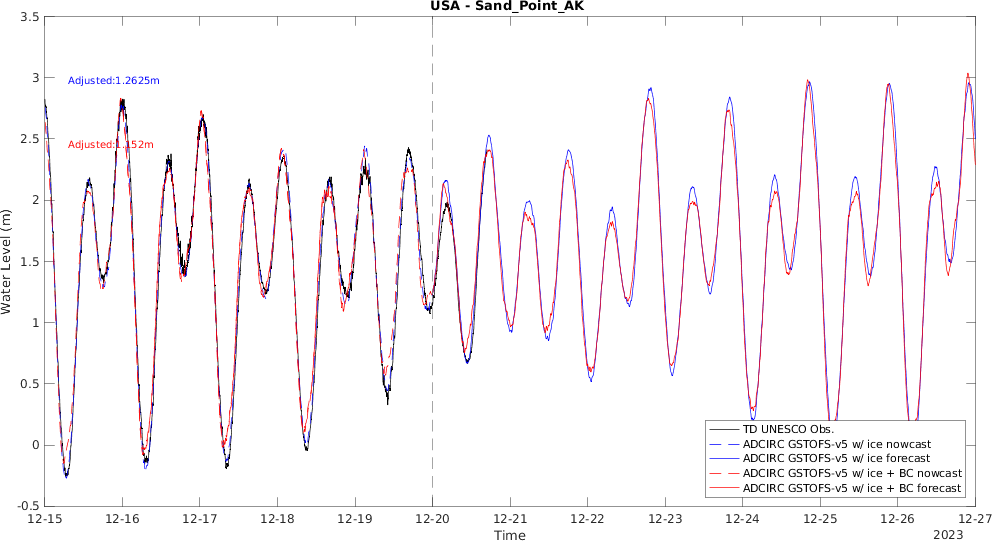 USA - Sand_Point_AK
3.5
3
2.5
2
1.5
1
0.5
0
-0.5
Water Level (m)
Adjusted:1.2625m
TD UNESCO Obs.
ADCIRC GSTOFS-v5 w/ ice nowcast
ADCIRC GSTOFS-v5 w/ ice forecast
ADCIRC GSTOFS-v5 w/ ice + BC nowcast
ADCIRC GSTOFS-v5 w/ ice + BC forecast
12-15 12-16 12-17 12-18 12-19 12-20 12-21 12-22 12-23 12-24 12-25 12-26 12-27
Time
2023